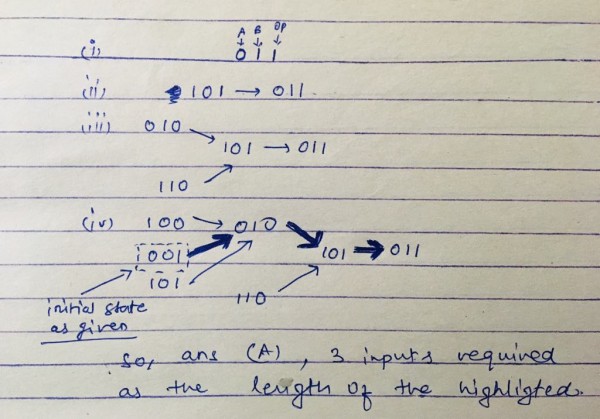 A B OP
↓ ↓ ↓
(i) 0 1 1
(ii) 101 → 011
(iii) 010
101 → 011
110
(iv) 100 → 010
101 → 011
001
101
110
initial state
as given
so, ans (A), 3 inputs required
as the length of the highligted.